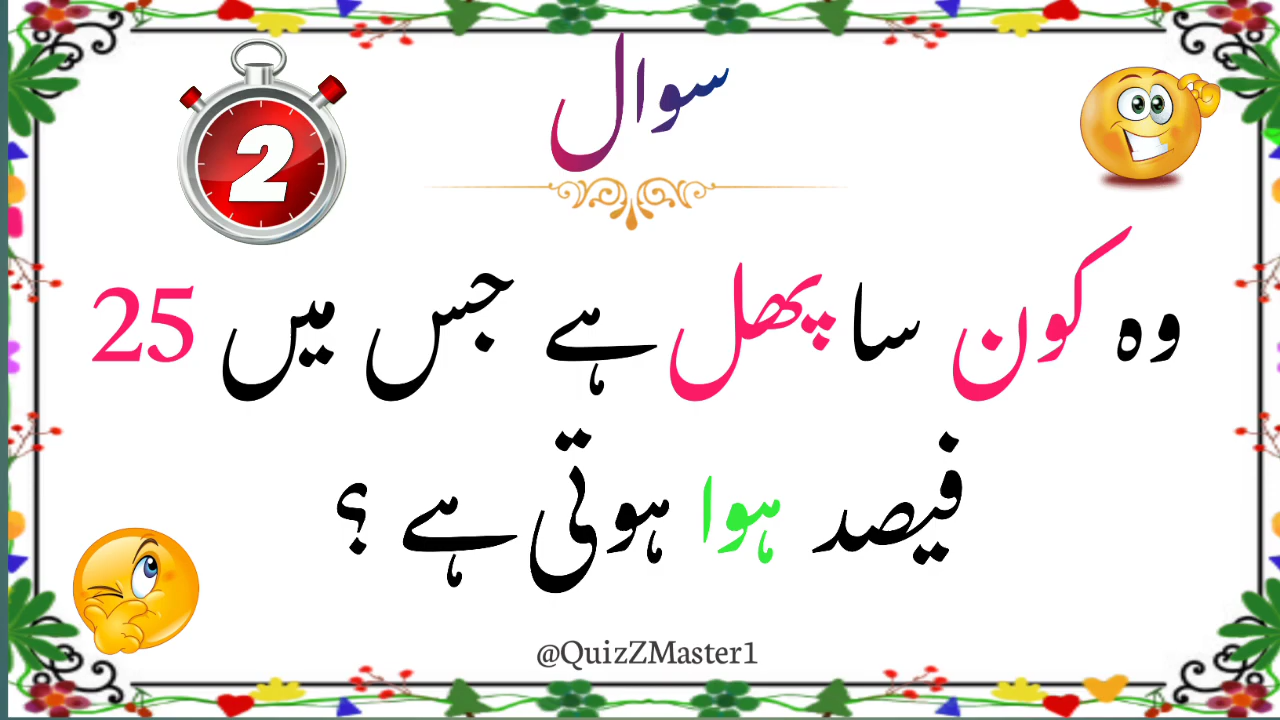 2
سوال
وہ کون سا پھل ہے جس میں 25
فیصد ہوا ہوتی ہے ؟
@QuizZMaster1